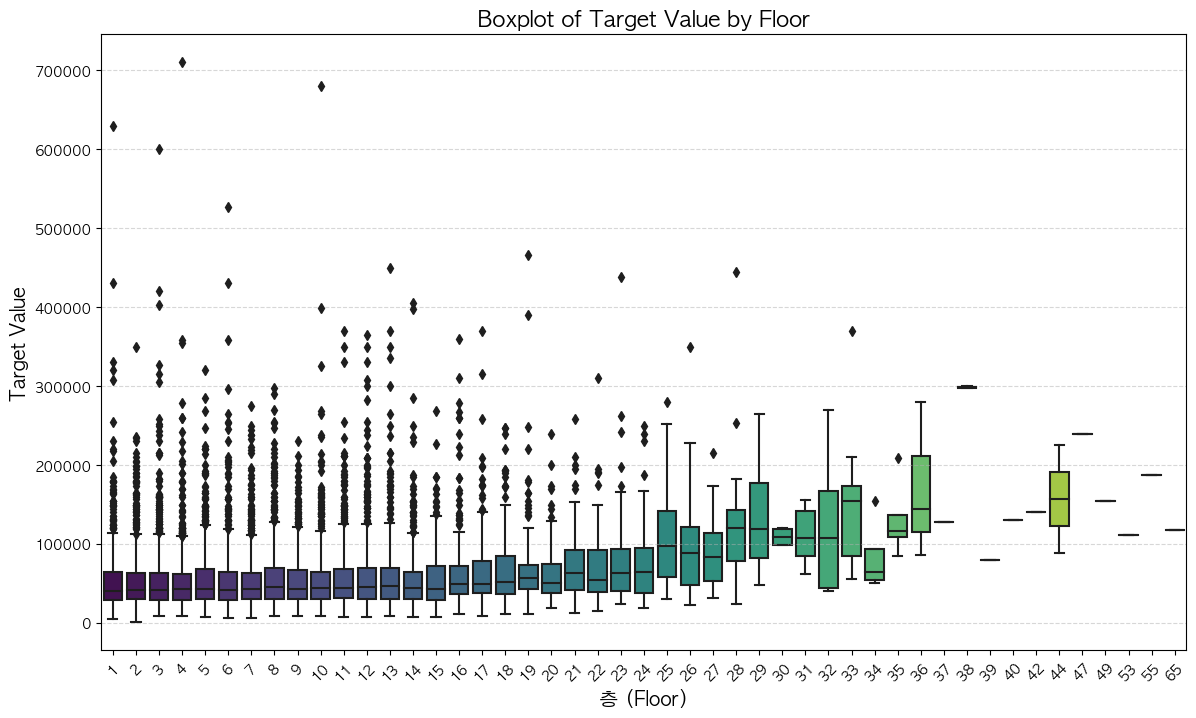 Boxplot of Target Value by Floor
Target Value
700000
600000
500000
400000
300000
200000
100000
0
1 2 3 4 5 6 7 8 9 10 11 12 13 14 15 16 17 18 19 20 21 22 23 24 25 26 27 28 29 30 31 32 33 34 35 36 37 38 39 40 42 44 47 49 53 55 65
층 (Floor)